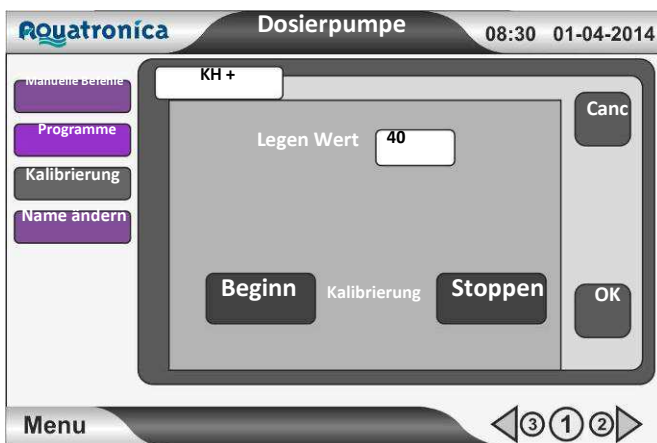 Aquatronica
Dosierpumpe
08:30 01-04-2014
Manuelle Befehle
Programme
Kalibrierung
Name ändern
KH +
Legen Wert 40
Beginn Kalibrierung Stoppen
Canc
OK
Menu
3 1 2